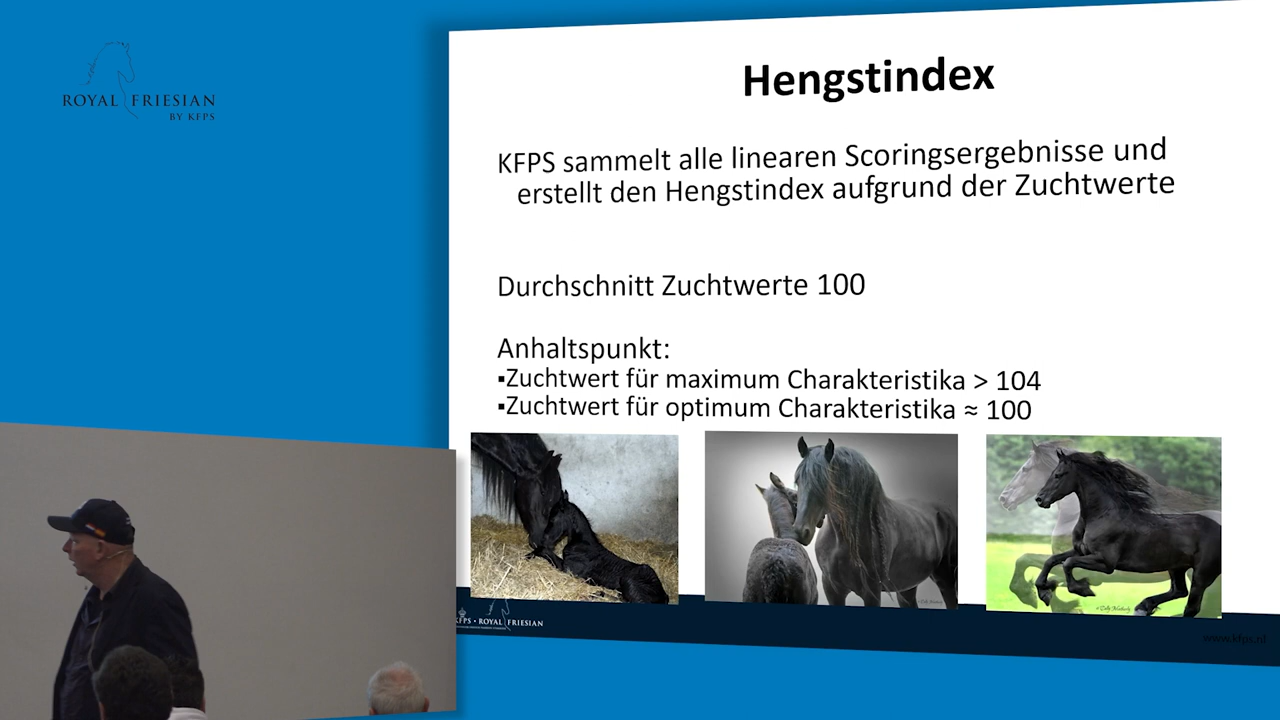 ROYAL FRIESIAN
BY KFPS
Hengstindex
KFPS sammelt alle linearen Scoringsergebnisse und
erstellt den Hengstindex aufgrund der Zuchtwerte
Durchschnitt Zuchtwerte 100
Anhaltspunkt:
▪Zuchtwert für maximum Charakteristika > 104
▪Zuchtwert für optimum Charakteristika ≈ 100
KFPS • ROYAL FRIESIAN
www.kfps.nl